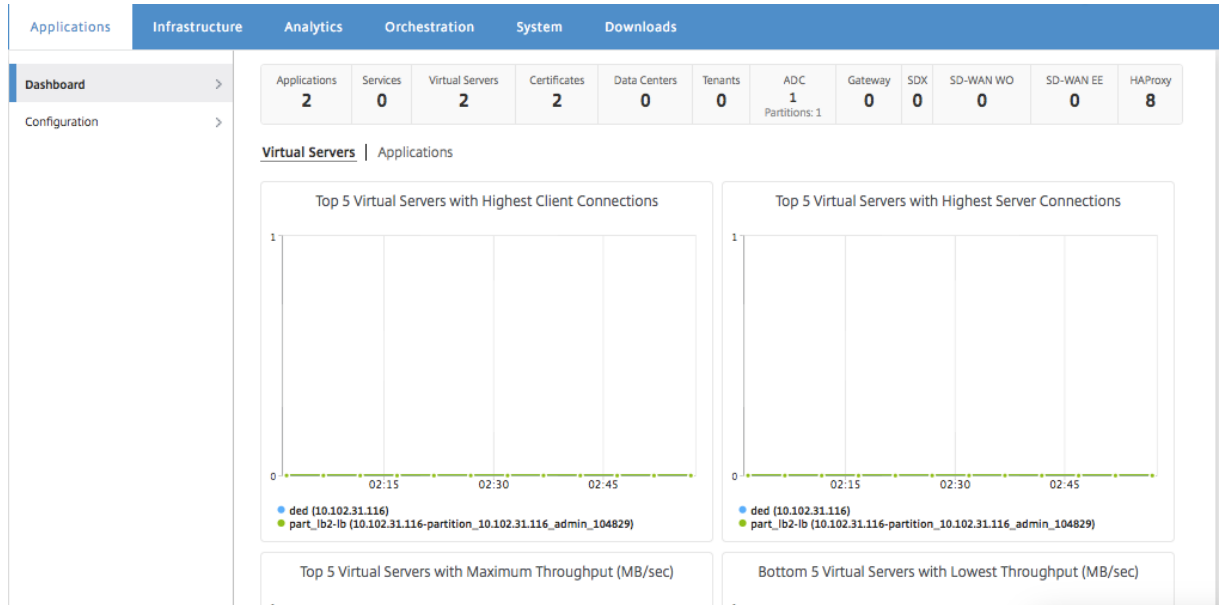 Applications Infrastructure Analytics Orchestration System Downloads
Dashboard
Configuration
Applications Services Virtual Servers Certificates Data Centers Tenants ADC Gateway SDX SD-WAN WO SD-WAN EE HAProxy
2 0 2 2 0 0 1 0 0 0 0 8
Partitions: 1
Virtual Servers | Applications
Top 5 Virtual Servers with Highest Client Connections
1
0
02:15 02:30 02:45
ded (10.102.31.116)
part_lb2-lb (10.102.31.116-partition_10.102.31.116_admin_104829)
Top 5 Virtual Servers with Highest Server Connections
1
0
02:15 02:30 02:45
ded (10.102.31.116)
part_lb2-lb (10.102.31.116-partition_10.102.31.116_admin_104829)
Top 5 Virtual Servers with Maximum Throughput (MB/sec)
Bottom 5 Virtual Servers with Lowest Throughput (MB/sec)